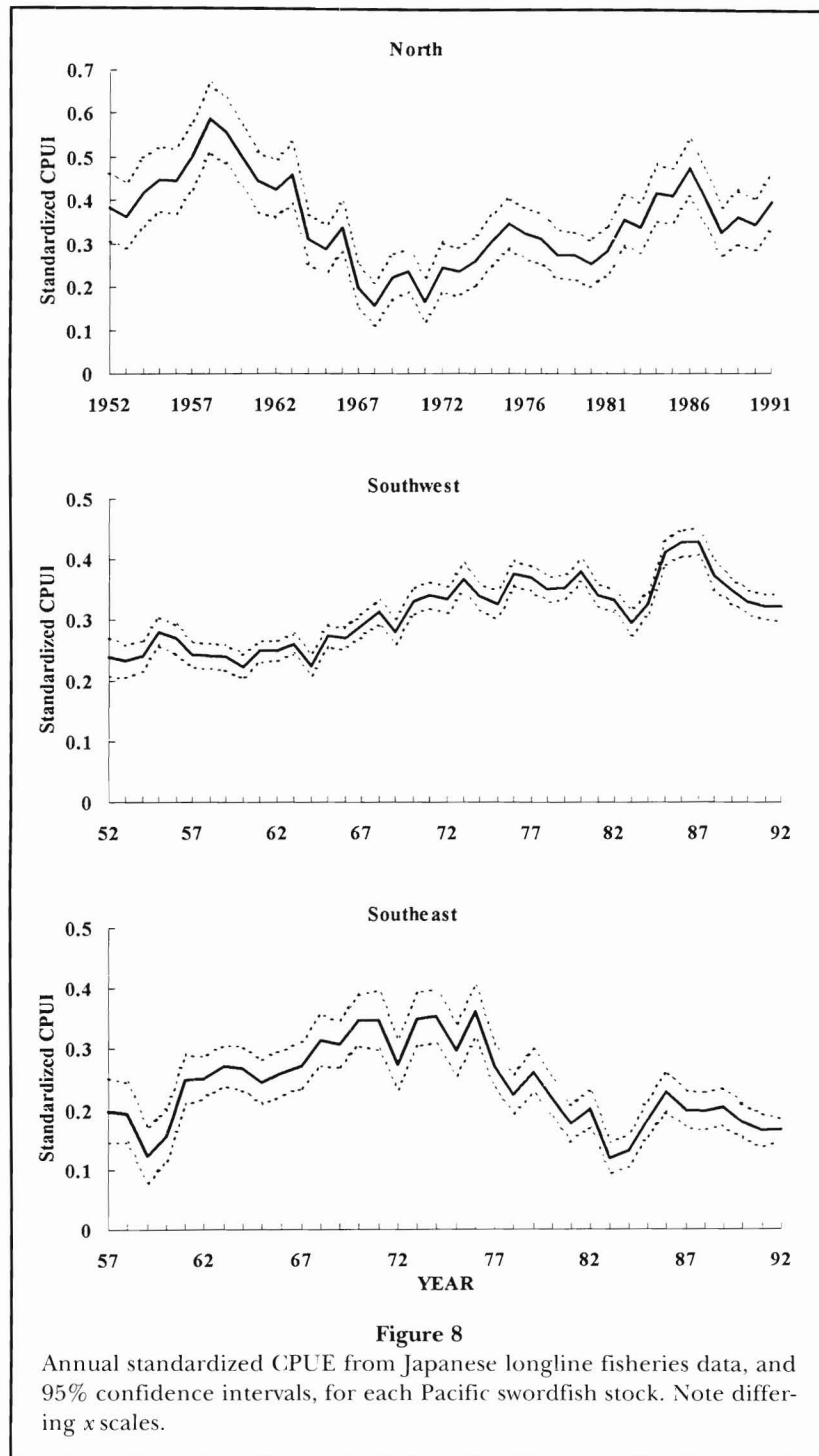 North
0.7
0.6
0.5
0.4
0.3
0.2
0.1
0
Standardized CPUI
1952 1957 1962 1967 1972 1976 1981 1986 1991
Southwest
0.5
0.4
0.3
0.2
0.1
0
Standardized CPUI
52 57 62 67 72 77 82 87 92
Southeast
0.5
0.4
0.3
0.2
0.1
0
Standardized CPUI
57 62 67 72 77 82 87 92
YEAR
Figure 8
Annual standardized CPUE from Japanese longline fisheries data, and
95% confidence intervals, for each Pacific swordfish stock. Note differ-
ing x scales.